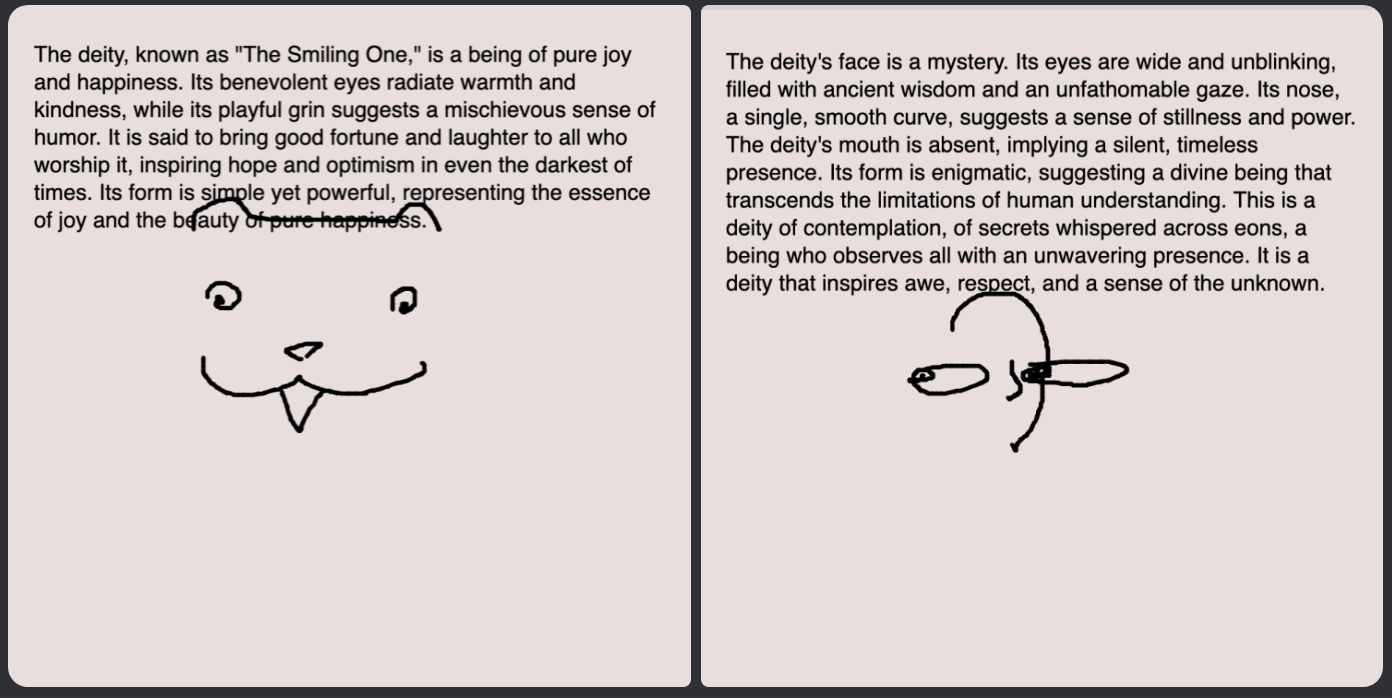 The deity, known as "The Smiling One," is a being of pure joy
and happiness. Its benevolent eyes radiate warmth and
kindness, while its playful grin suggests a mischievous sense of
humor. It is said to bring good fortune and laughter to all who
worship it, inspiring hope and optimism in even the darkest of
times. Its form is simple yet powerful, representing the essence
of joy and the beauty of pure happiness.
The deity's face is a mystery. Its eyes are wide and unblinking,
filled with ancient wisdom and an unfathomable gaze. Its nose,
a single, smooth curve, suggests a sense of stillness and power.
The deity's mouth is absent, implying a silent, timeless
presence. Its form is enigmatic, suggesting a divine being that
transcends the limitations of human understanding. This is a
deity of contemplation, of secrets whispered across eons, a
being who observes all with an unwavering presence. It is a
deity that inspires awe, respect, and a sense of the unknown.